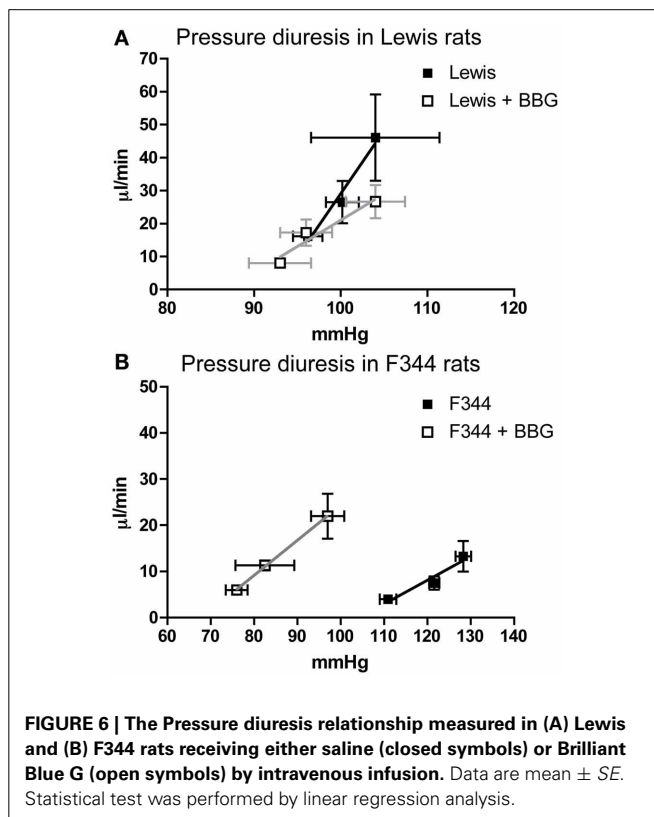 A Pressure diuresis in Lewis rats
70
60
50
40
30
20
10
0
µl/min
Lewis
Lewis + BBG
80 90 100 110 120
mmHg
B Pressure diuresis in F344 rats
50
40
30
20
10
0
µl/min
F344
F344 + BBG
60 70 80 90 100 110 120 130 140
mmHg
FIGURE 6 | The Pressure diuresis relationship measured in (A) Lewis
and (B) F344 rats receiving either saline (closed symbols) or Brilliant
Blue G (open symbols) by intravenous infusion. Data are mean ± SE.
Statistical test was performed by linear regression analysis.